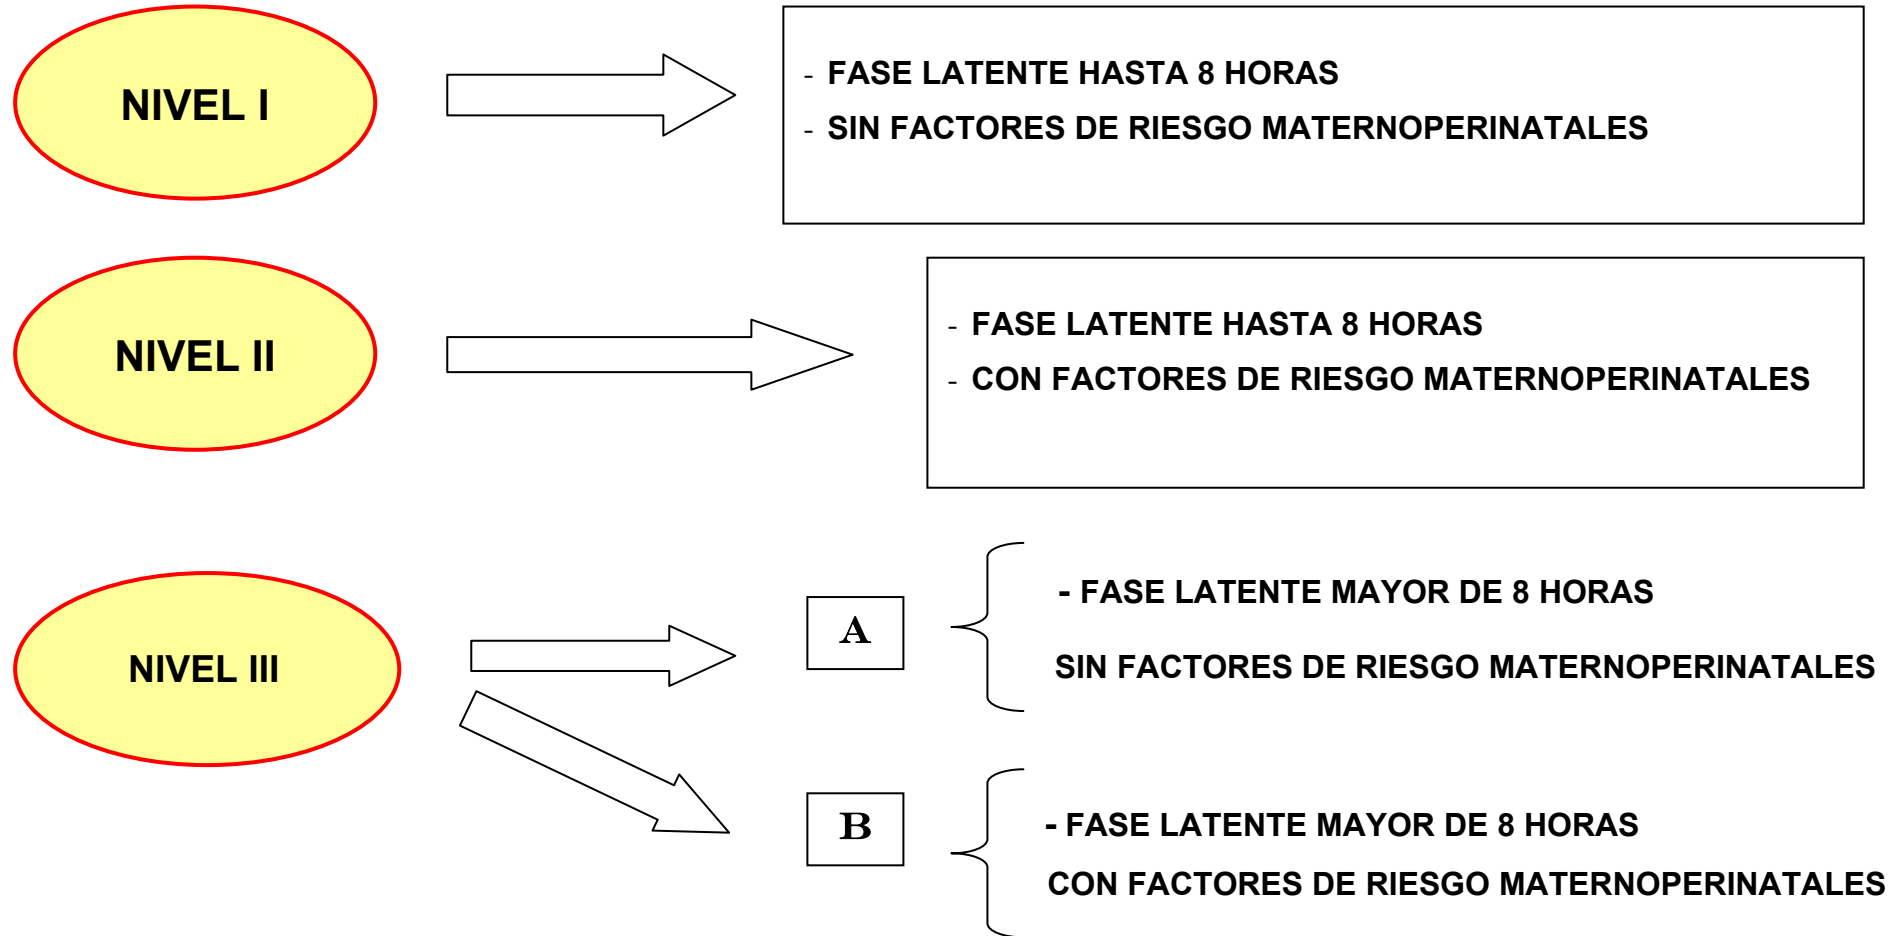 NIVEL I
- FASE LATENTE HASTA 8 HORAS
- SIN FACTORES DE RIESGO MATERNOPERINATALES
NIVEL II
- FASE LATENTE HASTA 8 HORAS
- CON FACTORES DE RIESGO MATERNOPERINATALES
NIVEL III
A
- FASE LATENTE MAYOR DE 8 HORAS
SIN FACTORES DE RIESGO MATERNOPERINATALES
B
- FASE LATENTE MAYOR DE 8 HORAS
CON FACTORES DE RIESGO MATERNOPERINATALES